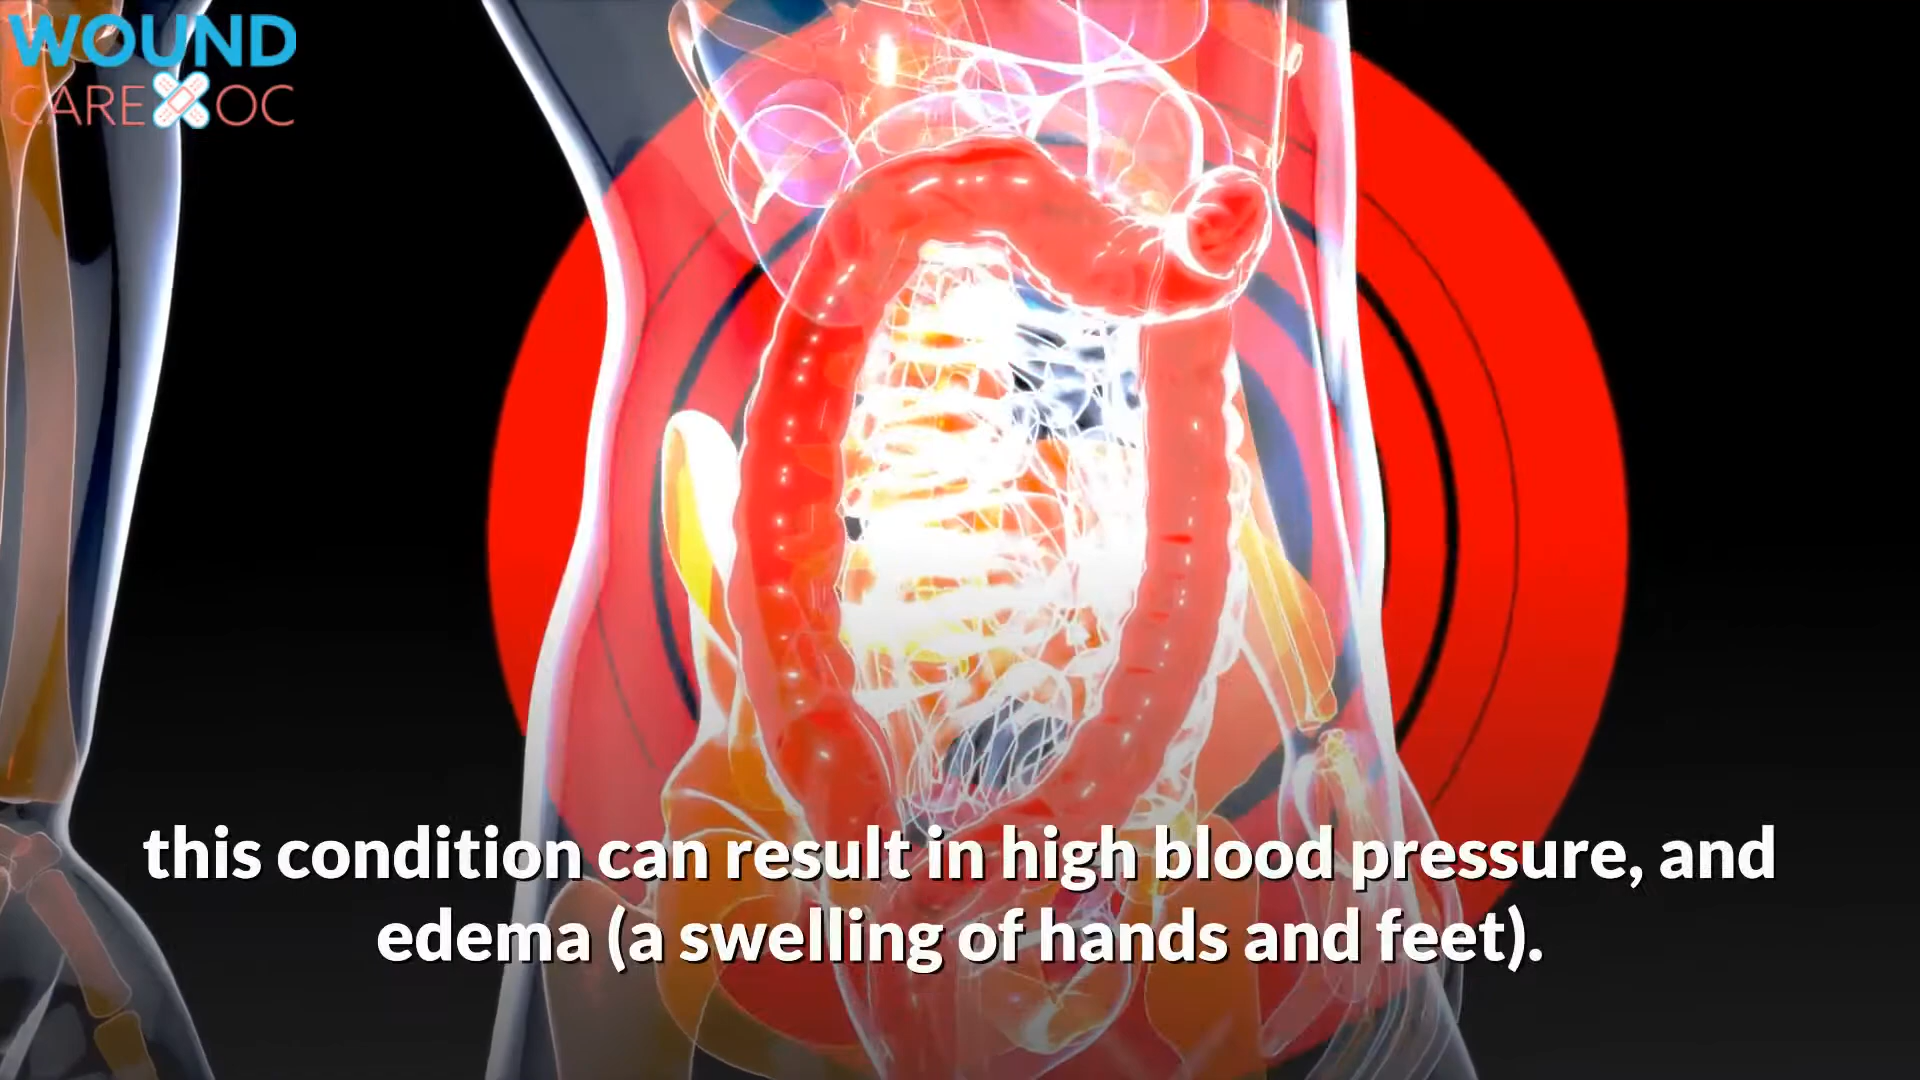 WOUND
CARE OC
this condition can result in high blood pressure, and
edema (a swelling of hands and feet).